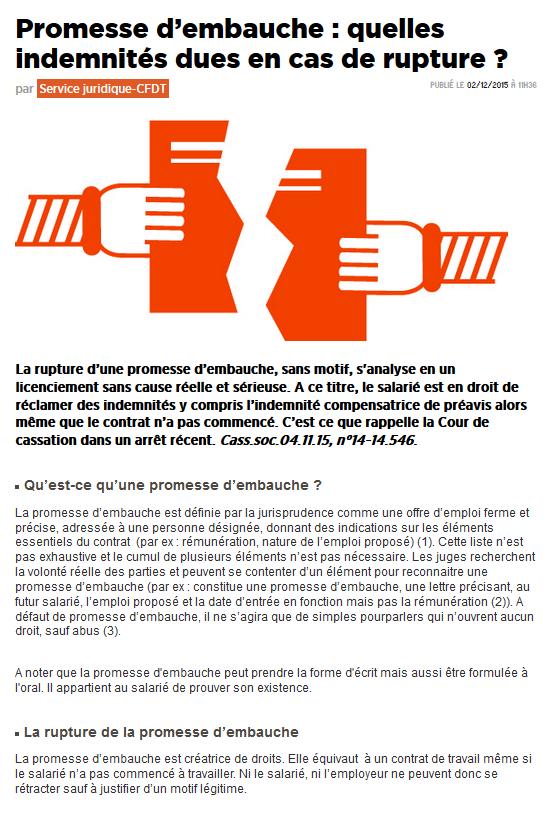 Promesse d’embauche : quelles
indemnités dues en cas de rupture ?
par Service juridique-CFDT
PUBLIÉ LE 02/12/2015 À 11H36
La rupture d’une promesse d’embauche, sans motif, s’analyse en un
licenciement sans cause réelle et sérieuse. A ce titre, le salarié est en droit de
réclamer des indemnités y compris l’indemnité compensatrice de préavis alors
même que le contrat n’a pas commencé. C’est ce que rappelle la Cour de
cassation dans un arrêt récent. Cass.soc.04.11.15, n°14-14.546.
▪ Qu’est-ce qu’une promesse d’embauche ?
La promesse d’embauche est définie par la jurisprudence comme une offre d’emploi ferme et
précise, adressée à une personne désignée, donnant des indications sur les éléments
essentiels du contrat (par ex : rémunération, nature de l’emploi proposé) (1). Cette liste n’est
pas exhaustive et le cumul de plusieurs éléments n’est pas nécessaire. Les juges recherchent
la volonté réelle des parties et peuvent se contenter d’un élément pour reconnaitre une
promesse d’embauche (par ex : constitue une promesse d’embauche, une lettre précisant, au
futur salarié, l’emploi proposé et la date d’entrée en fonction mais pas la rémunération (2)). A
défaut de promesse d’embauche, il ne s’agira que de simples pourparlers qui n’ouvrent aucun
droit, sauf abus (3).
A noter que la promesse d'embauche peut prendre la forme d'écrit mais aussi être formulée à
l'oral. Il appartient au salarié de prouver son existence.
▪ La rupture de la promesse d’embauche
La promesse d’embauche est créatrice de droits. Elle équivaut à un contrat de travail même si
le salarié n’a pas commencé à travailler. Ni le salarié, ni l’employeur ne peuvent donc se
rétracter sauf à justifier d’un motif légitime.